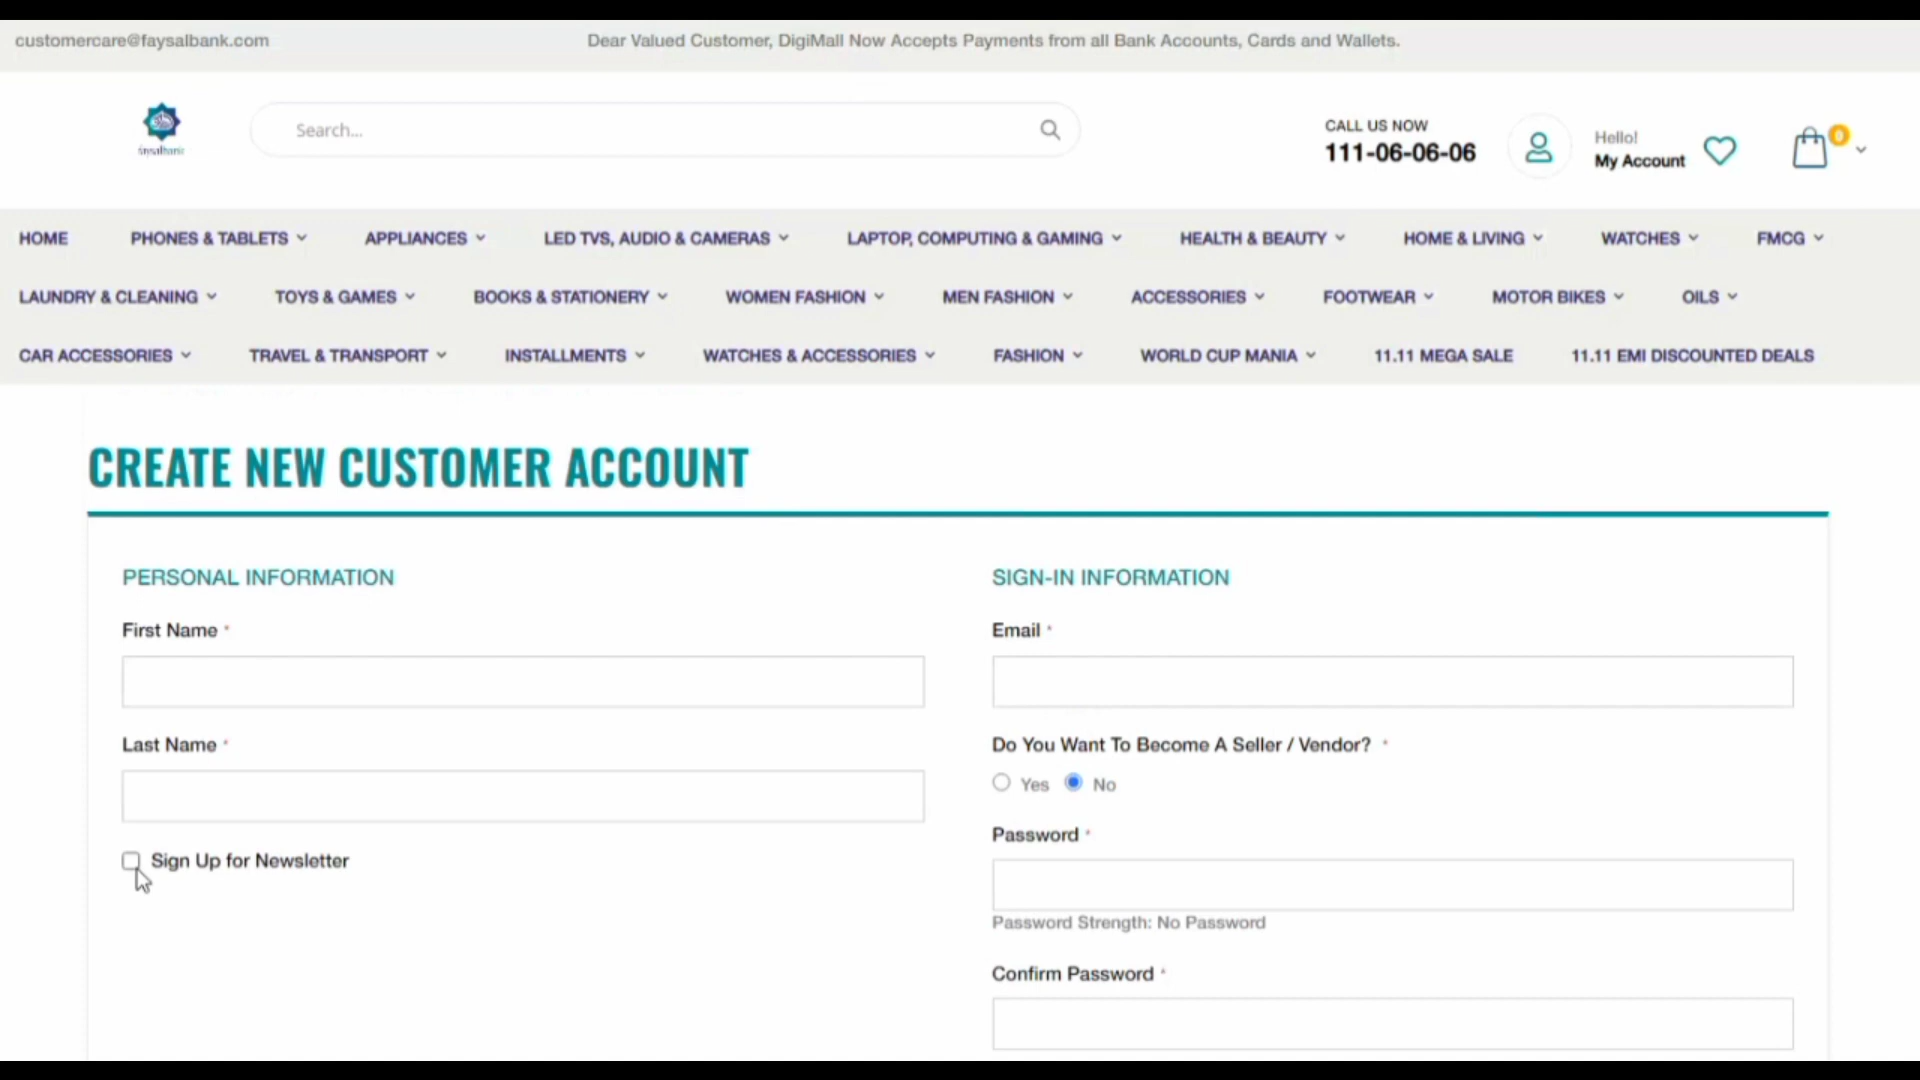 customercare@faysalbank.com
Dear Valued Customer, DigiMall Now Accepts Payments from all Bank Accounts, Cards and Wallets.
faysalbank
Search...
CALL US NOW
111-06-06-06
Hello!
My Account
0
HOME PHONES & TABLETS APPLIANCES LED TVS, AUDIO & CAMERAS LAPTOP, COMPUTING & GAMING HEALTH & BEAUTY HOME & LIVING WATCHES FMCG
LAUNDRY & CLEANING TOYS & GAMES BOOKS & STATIONERY WOMEN FASHION MEN FASHION ACCESSORIES FOOTWEAR MOTOR BIKES OILS
CAR ACCESSORIES TRAVEL & TRANSPORT INSTALLMENTS WATCHES & ACCESSORIES FASHION WORLD CUP MANIA 11.11 MEGA SALE 11.11 EMI DISCOUNTED DEALS
CREATE NEW CUSTOMER ACCOUNT
PERSONAL INFORMATION
First Name *
Last Name *
Sign Up for Newsletter
SIGN-IN INFORMATION
Email *
Do You Want To Become A Seller / Vendor? *
Yes No
Password *
Password Strength: No Password
Confirm Password *